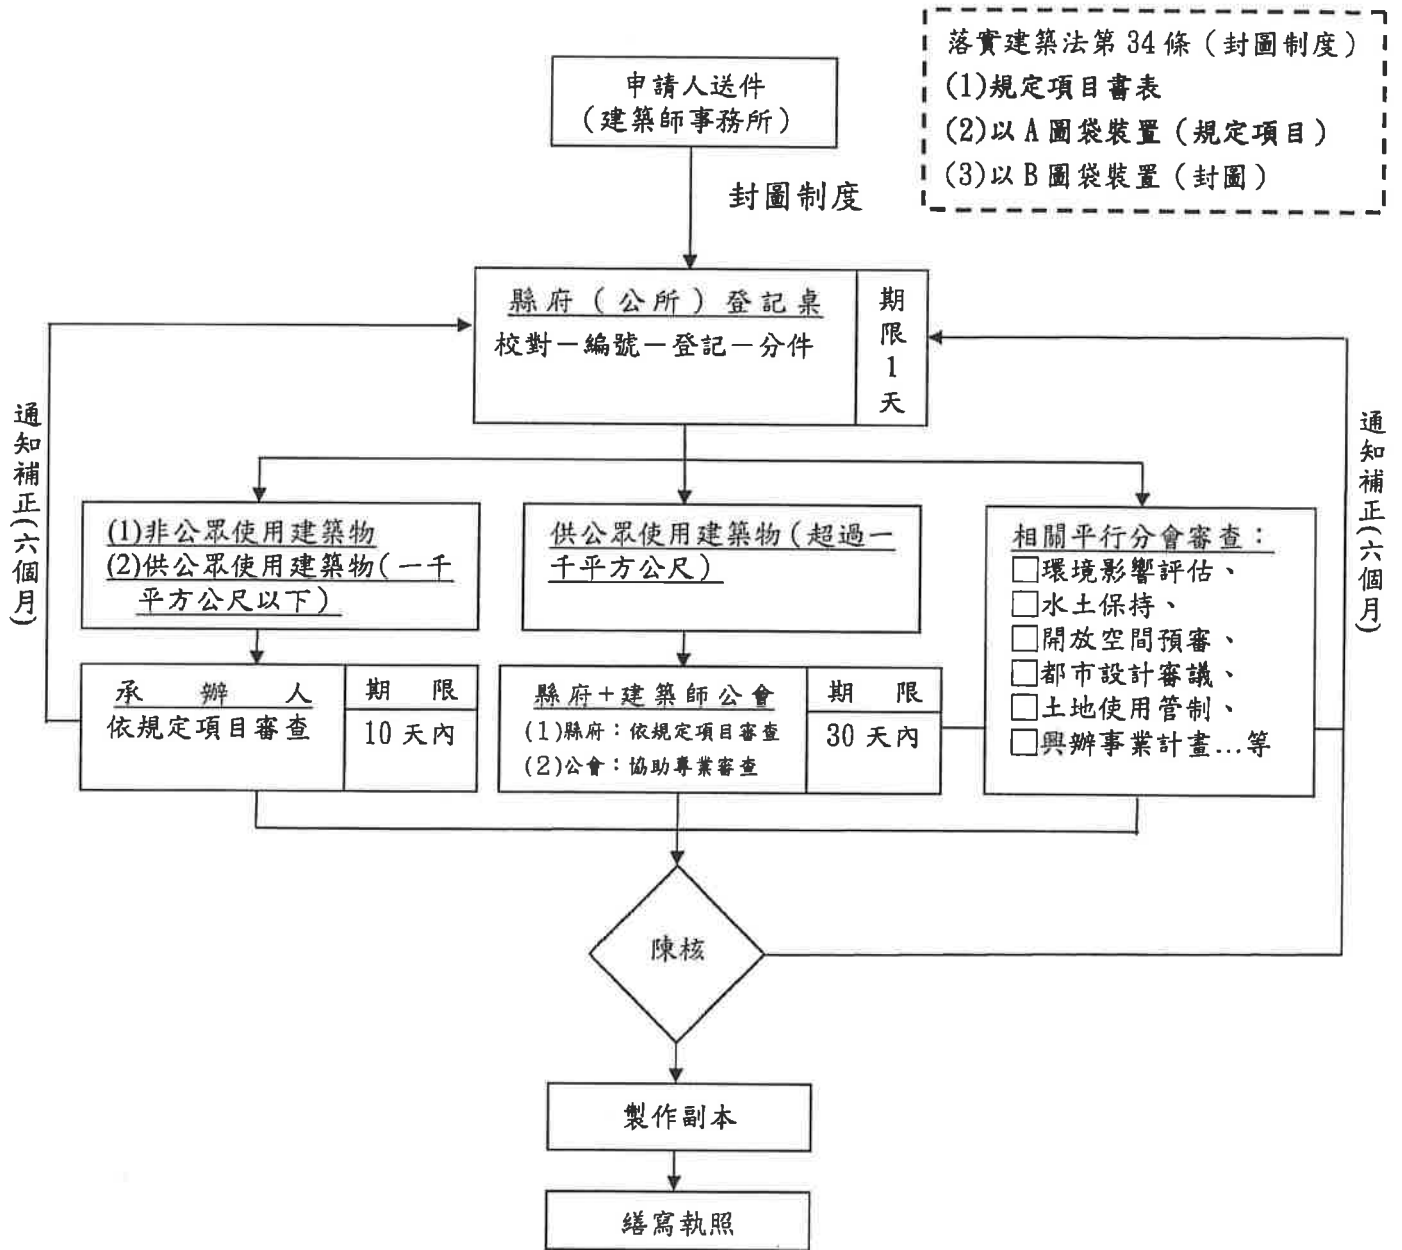 落實建築法第 34 條（封圖制度）
(1)規定項目書表
(2)以 A 圖袋裝置（規定項目）
(3)以 B 圖袋裝置（封圖）
申請人送件
（建築師事務所）
封圖制度
縣府（公所）登記桌
校對－編號－登記－分件
期限1天
通知補正(六個月)
通知補正(六個月)
(1)非公眾使用建築物
(2)供公眾使用建築物(一千
平方公尺以下)
供公眾使用建築物(超過一
千平方公尺)
相關平行分會審查：
□環境影響評估、
□水土保持、
□開放空間預審、
□都市設計審議、
□土地使用管制、
□興辦事業計畫…等
承辦人
依規定項目審查
期限
10 天內
縣府+建築師公會
(1)縣府：依規定項目審查
(2)公會：協助專業審查
期限
30 天內
陳核
製作副本
繕寫執照